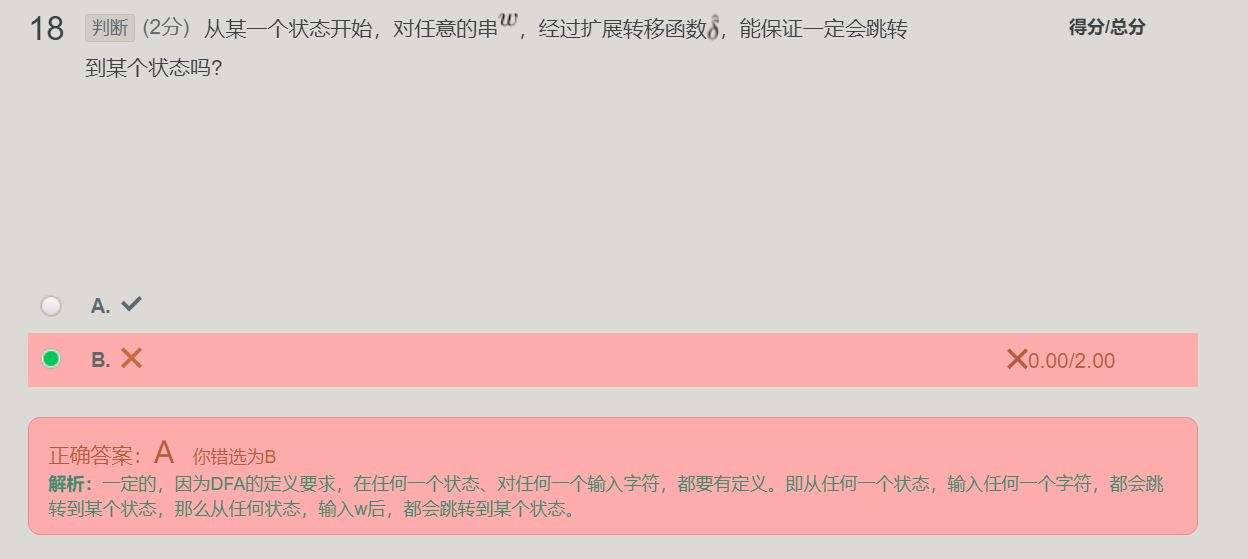 18 判断 (2分) 从某一个状态开始，对任意的串w，经过扩展转移函数δ̂，能保证一定会跳转
得分/总分
到某个状态吗?
A. ✓
B. ✕
✕0.00/2.00
正确答案：A 你错选为B
解析：一定的，因为DFA的定义要求，在任何一个状态、对任何一个输入字符，都要有定义。即从任何一个状态，输入任何一个字符，都会跳
转到某个状态，那么从任何状态，输入w后，都会跳转到某个状态。